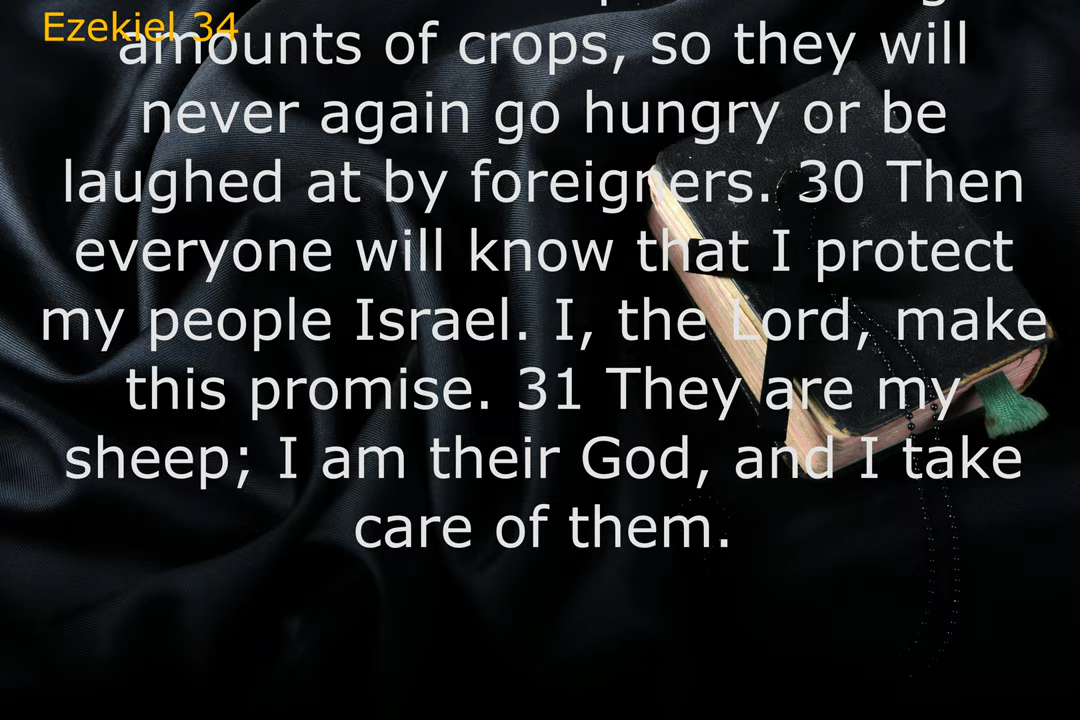 Ezekiel 34
amounts of crops, so they will
never again go hungry or be
laughed at by foreigners. 30 Then
everyone will know that I protect
my people Israel. I, the Lord, make
this promise. 31 They are my
sheep; I am their God, and I take
care of them.